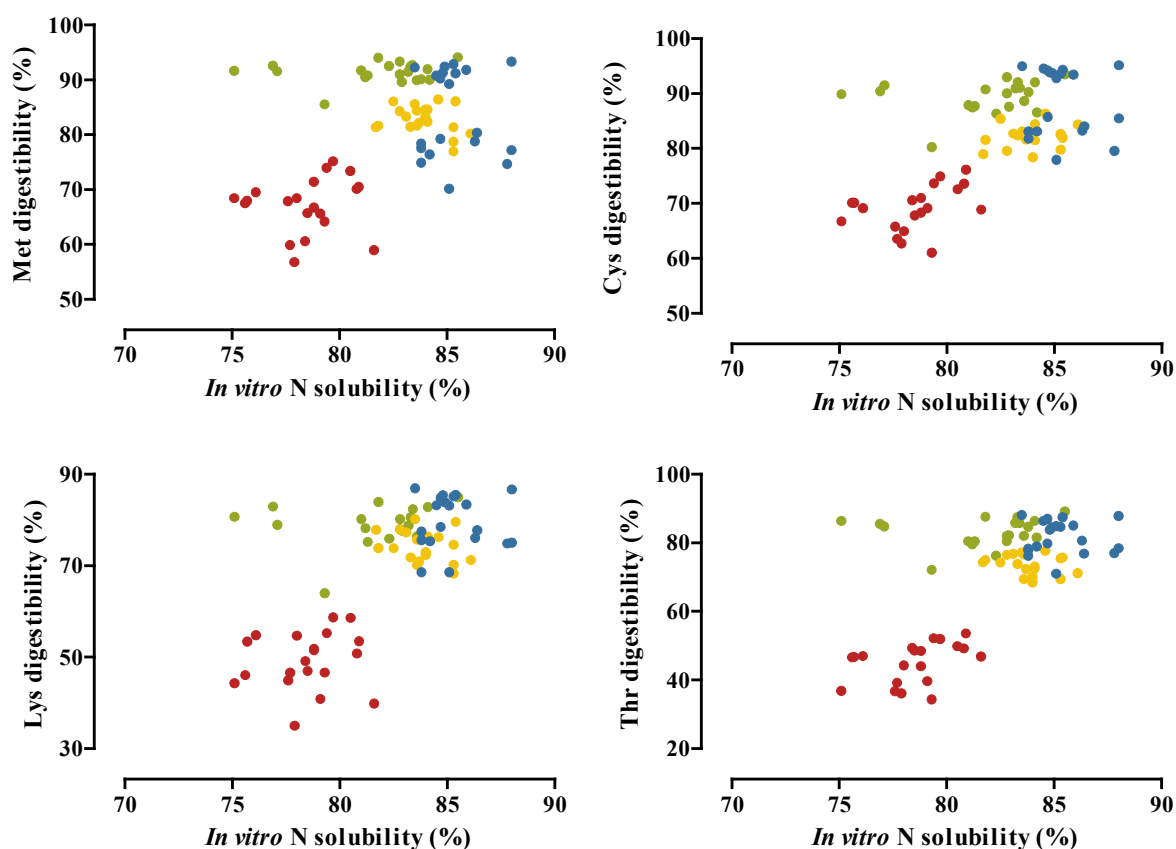 Met digestibility (%)
100
90
80
70
60
50
70 75 80 85 90
In vitro N solubility (%)
Cys digestibility (%)
100
90
80
70
60
50
70 75 80 85 90
In vitro N solubility (%)
Lys digestibility (%)
90
70
50
30
70 75 80 85 90
In vitro N solubility (%)
Thr digestibility (%)
100
80
60
40
20
70 75 80 85 90
In vitro N solubility (%)